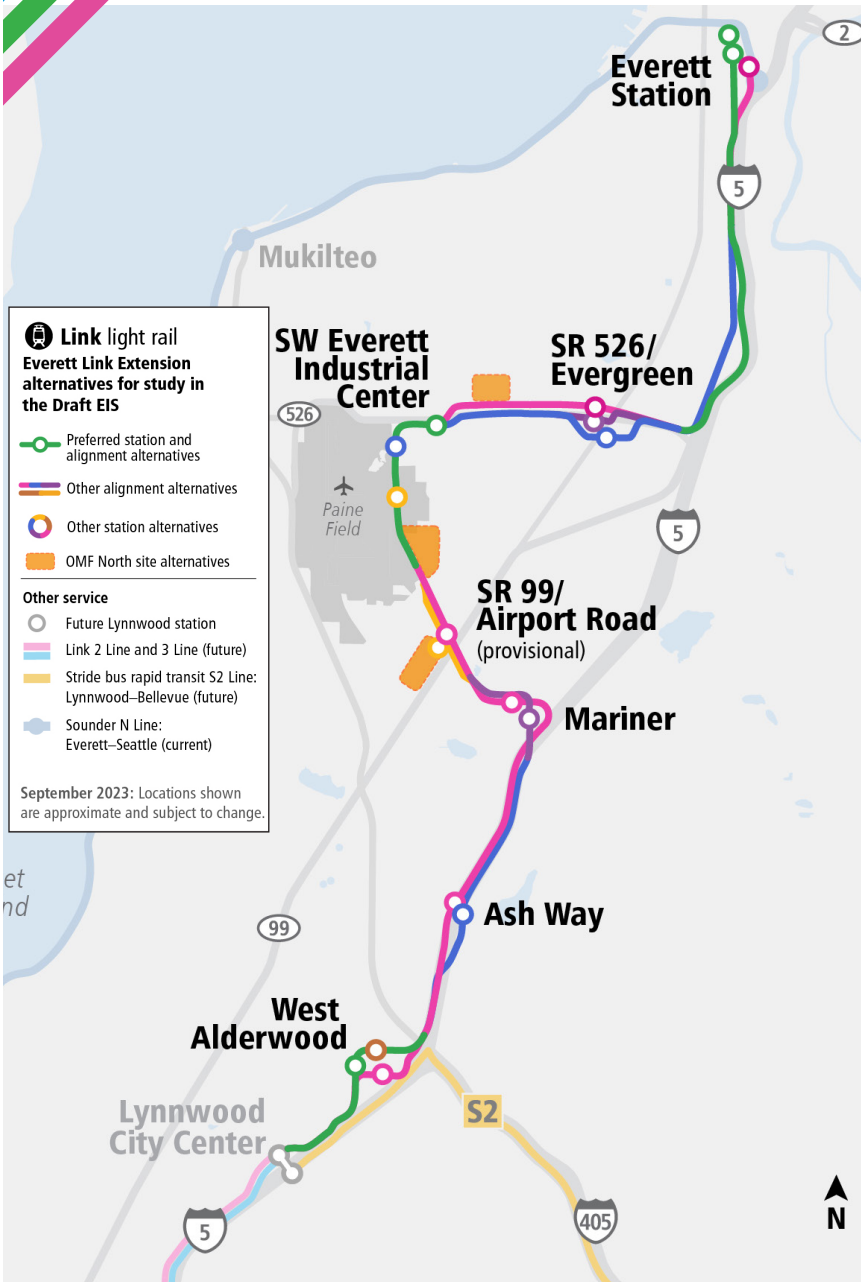 2
Everett
Station
5
Mukilteo
Link light rail
Everett Link Extension
alternatives for study in
the Draft EIS
Preferred station and
alignment alternatives
Other alignment alternatives
Other station alternatives
OMF North site alternatives
Other service
Future Lynnwood station
Link 2 Line and 3 Line (future)
Stride bus rapid transit S2 Line:
Lynnwood–Bellevue (future)
Sounder N Line:
Everett–Seattle (current)
September 2023: Locations shown
are approximate and subject to change.
SW Everett
Industrial
Center
SR 526/
Evergreen
526
Paine
Field
5
SR 99/
Airport Road
(provisional)
Mariner
et
nd
Ash Way
99
West
Alderwood
Lynnwood
City Center
S2
5
405
N